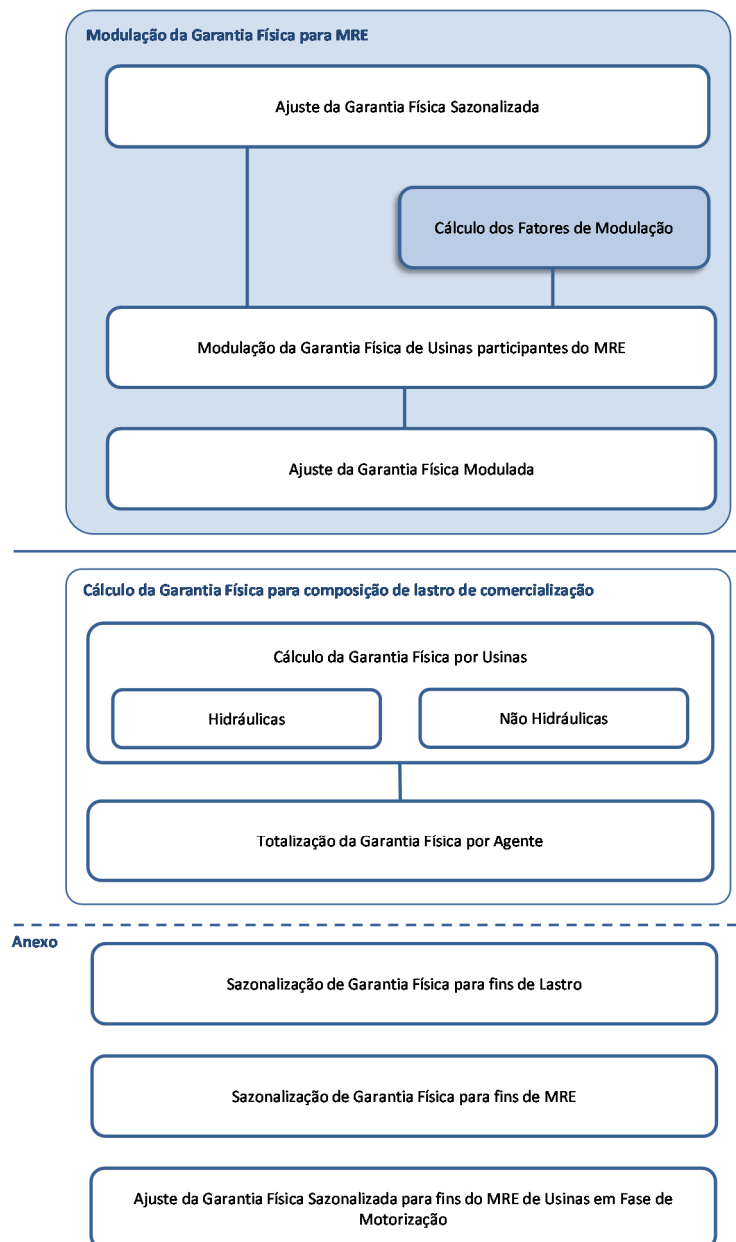 Modulação da Garantia Física para MRE
Ajuste da Garantia Física Sazonalizada
Cálculo dos Fatores de Modulação
Modulação da Garantia Física de Usinas participantes do MRE
Ajuste da Garantia Física Modulada
Cálculo da Garantia Física para composição de lastro de comercialização
Cálculo da Garantia Física por Usinas
Hidráulicas
Não Hidráulicas
Totalização da Garantia Física por Agente
Anexo
Sazonalização de Garantia Física para fins de Lastro
Sazonalização de Garantia Física para fins de MRE
Ajuste da Garantia Física Sazonalizada para fins do MRE de Usinas em Fase de
Motorização